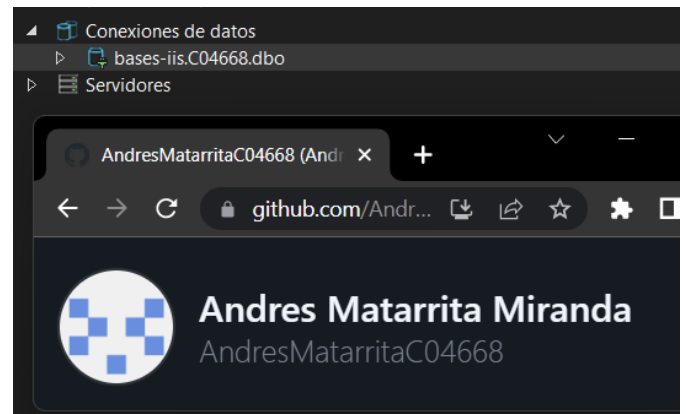 Conexiones de datos
bases-iis.C04668.dbo
Servidores
AndresMatarritaC04668 (Andr
github.com/Andr...
Andres Matarrita Miranda
AndresMatarritaC04668